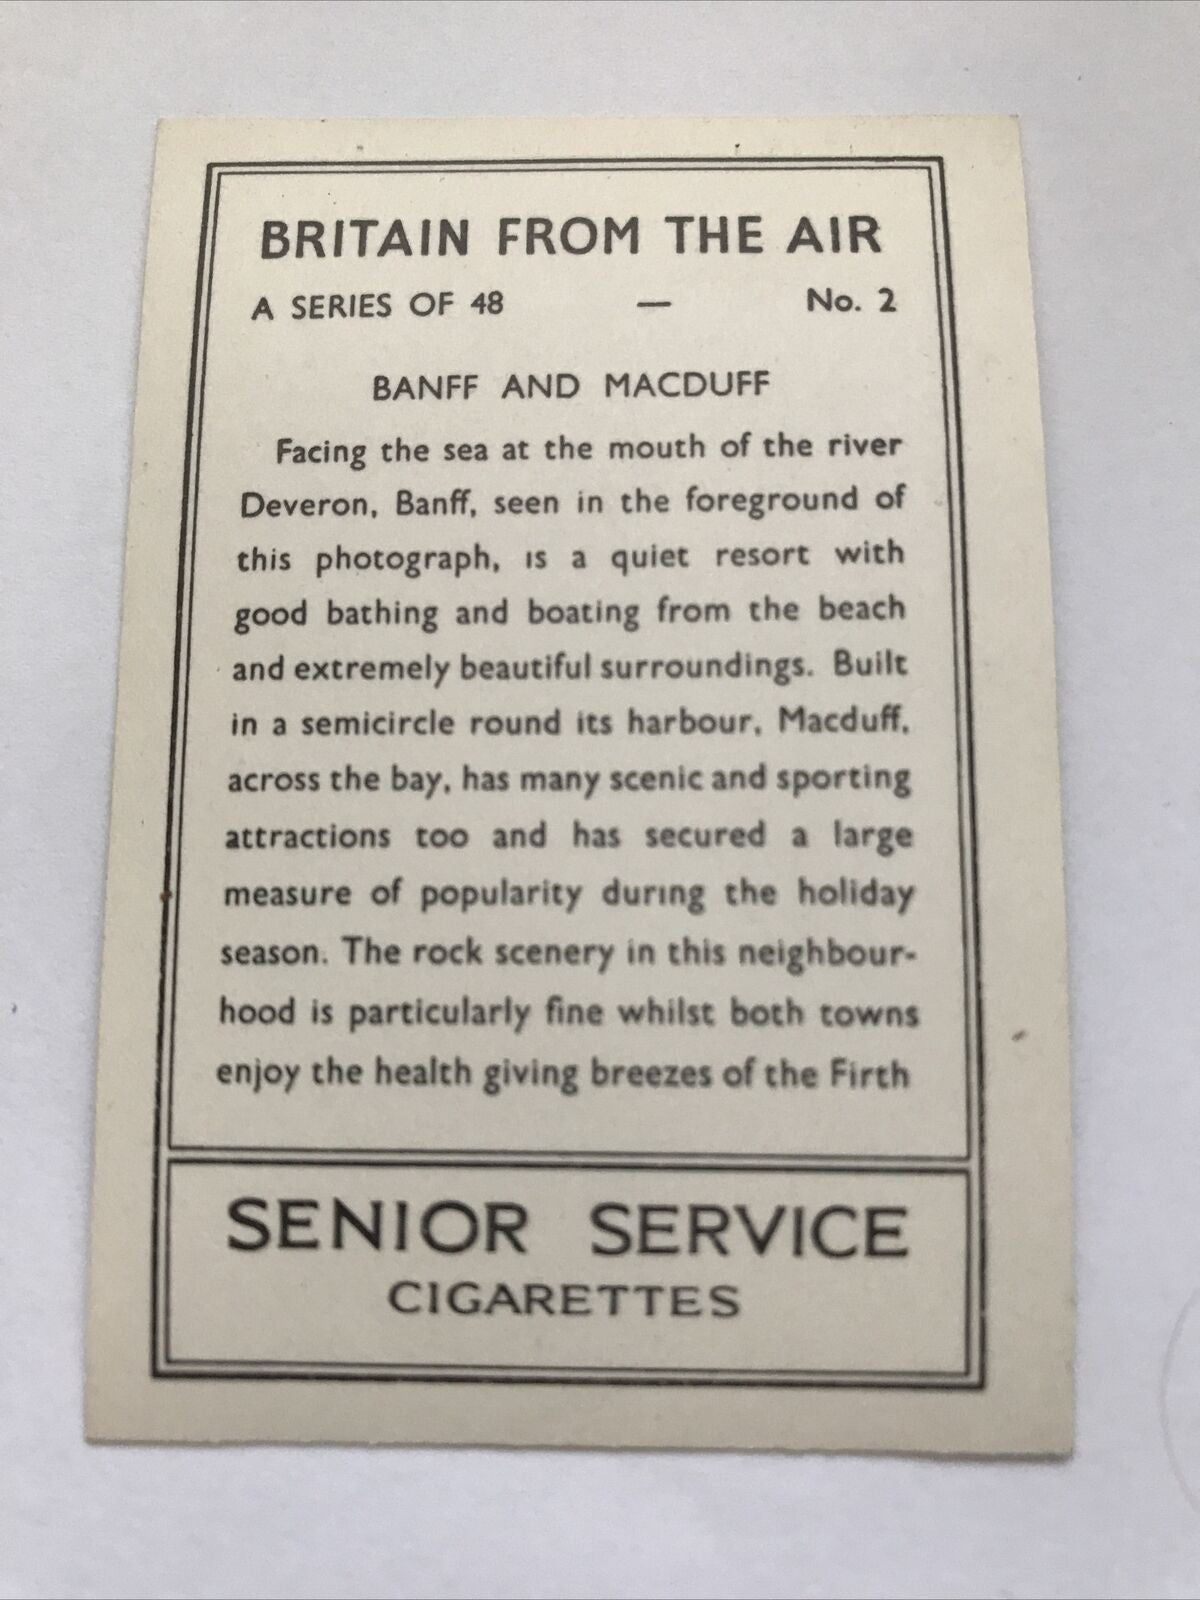 BRITAIN FROM THE AIR
A SERIES OF 48 — No. 2
BANFF AND MACDUFF
Facing the sea at the mouth of the river
Deveron, Banff, seen in the foreground of
this photograph, is a quiet resort with
good bathing and boating from the beach
and extremely beautiful surroundings. Built
in a semicircle round its harbour, Macduff,
across the bay, has many scenic and sporting
attractions too and has secured a large
measure of popularity during the holiday
season. The rock scenery in this neighbour-
hood is particularly fine whilst both towns
enjoy the health giving breezes of the Firth
SENIOR SERVICE
CIGARETTES